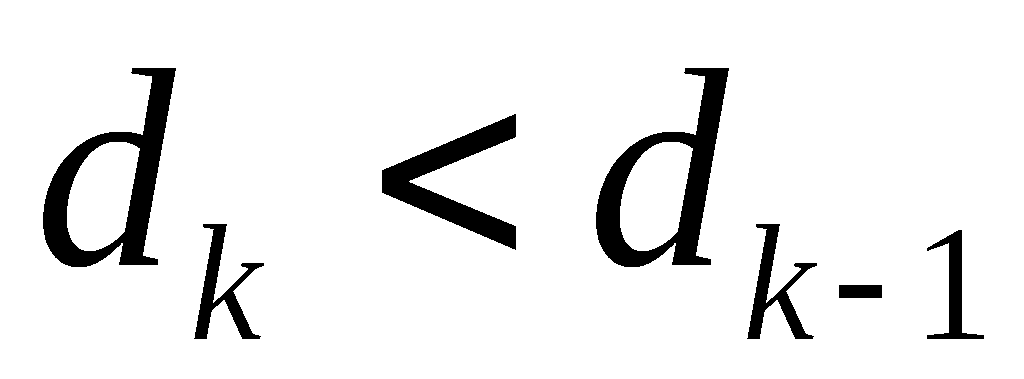 d_k < d_{k-1}